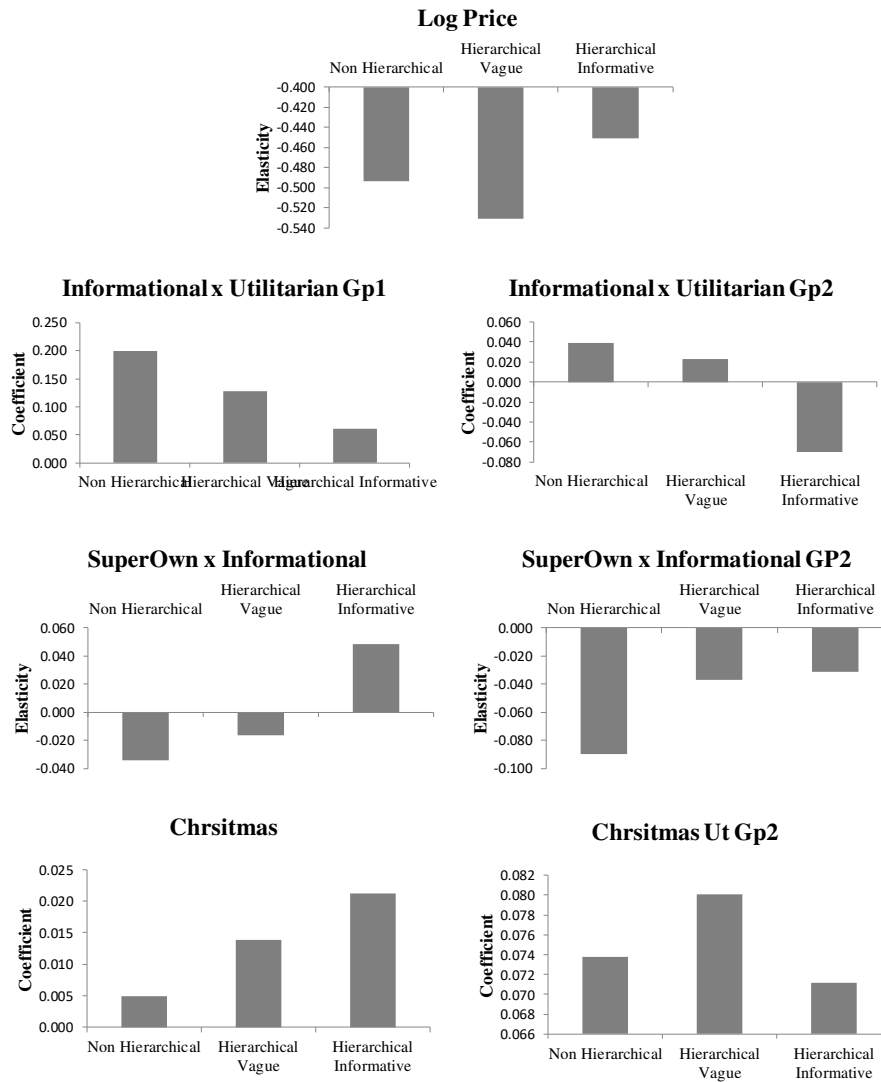 Log Price
Non Hierarchical
Hierarchical
Vague
Hierarchical
Informative
-0.400
-0.420
-0.440
-0.460
-0.480
-0.500
-0.520
-0.540
Elasticity
Informational x Utilitarian Gp1
0.250
0.200
0.150
0.100
0.050
0.000
Coefficient
Non Hierarchical
Hierarchical Vague
Hierarchical Informative
Informational x Utilitarian Gp2
0.060
0.040
0.020
0.000
-0.020
-0.040
-0.060
-0.080
Coefficient
Non Hierarchical
Hierarchical
Vague
Hierarchical
Informative
SuperOwn x Informational
Non Hierarchical
Hierarchical
Vague
Hierarchical
Informative
0.060
0.040
0.020
0.000
-0.020
-0.040
Elasticity
SuperOwn x Informational GP2
Non Hierarchical
Hierarchical
Vague
Hierarchical
Informative
0.000
-0.020
-0.040
-0.060
-0.080
-0.100
Elasticity
Chrsitmas
0.025
0.020
0.015
0.010
0.005
0.000
Coefficient
Non Hierarchical
Hierarchical
Vague
Hierarchical
Informative
Chrsitmas Ut Gp2
0.082
0.080
0.078
0.076
0.074
0.072
0.070
0.068
0.066
Coefficient
Non Hierarchical
Hierarchical
Vague
Hierarchical
Informative